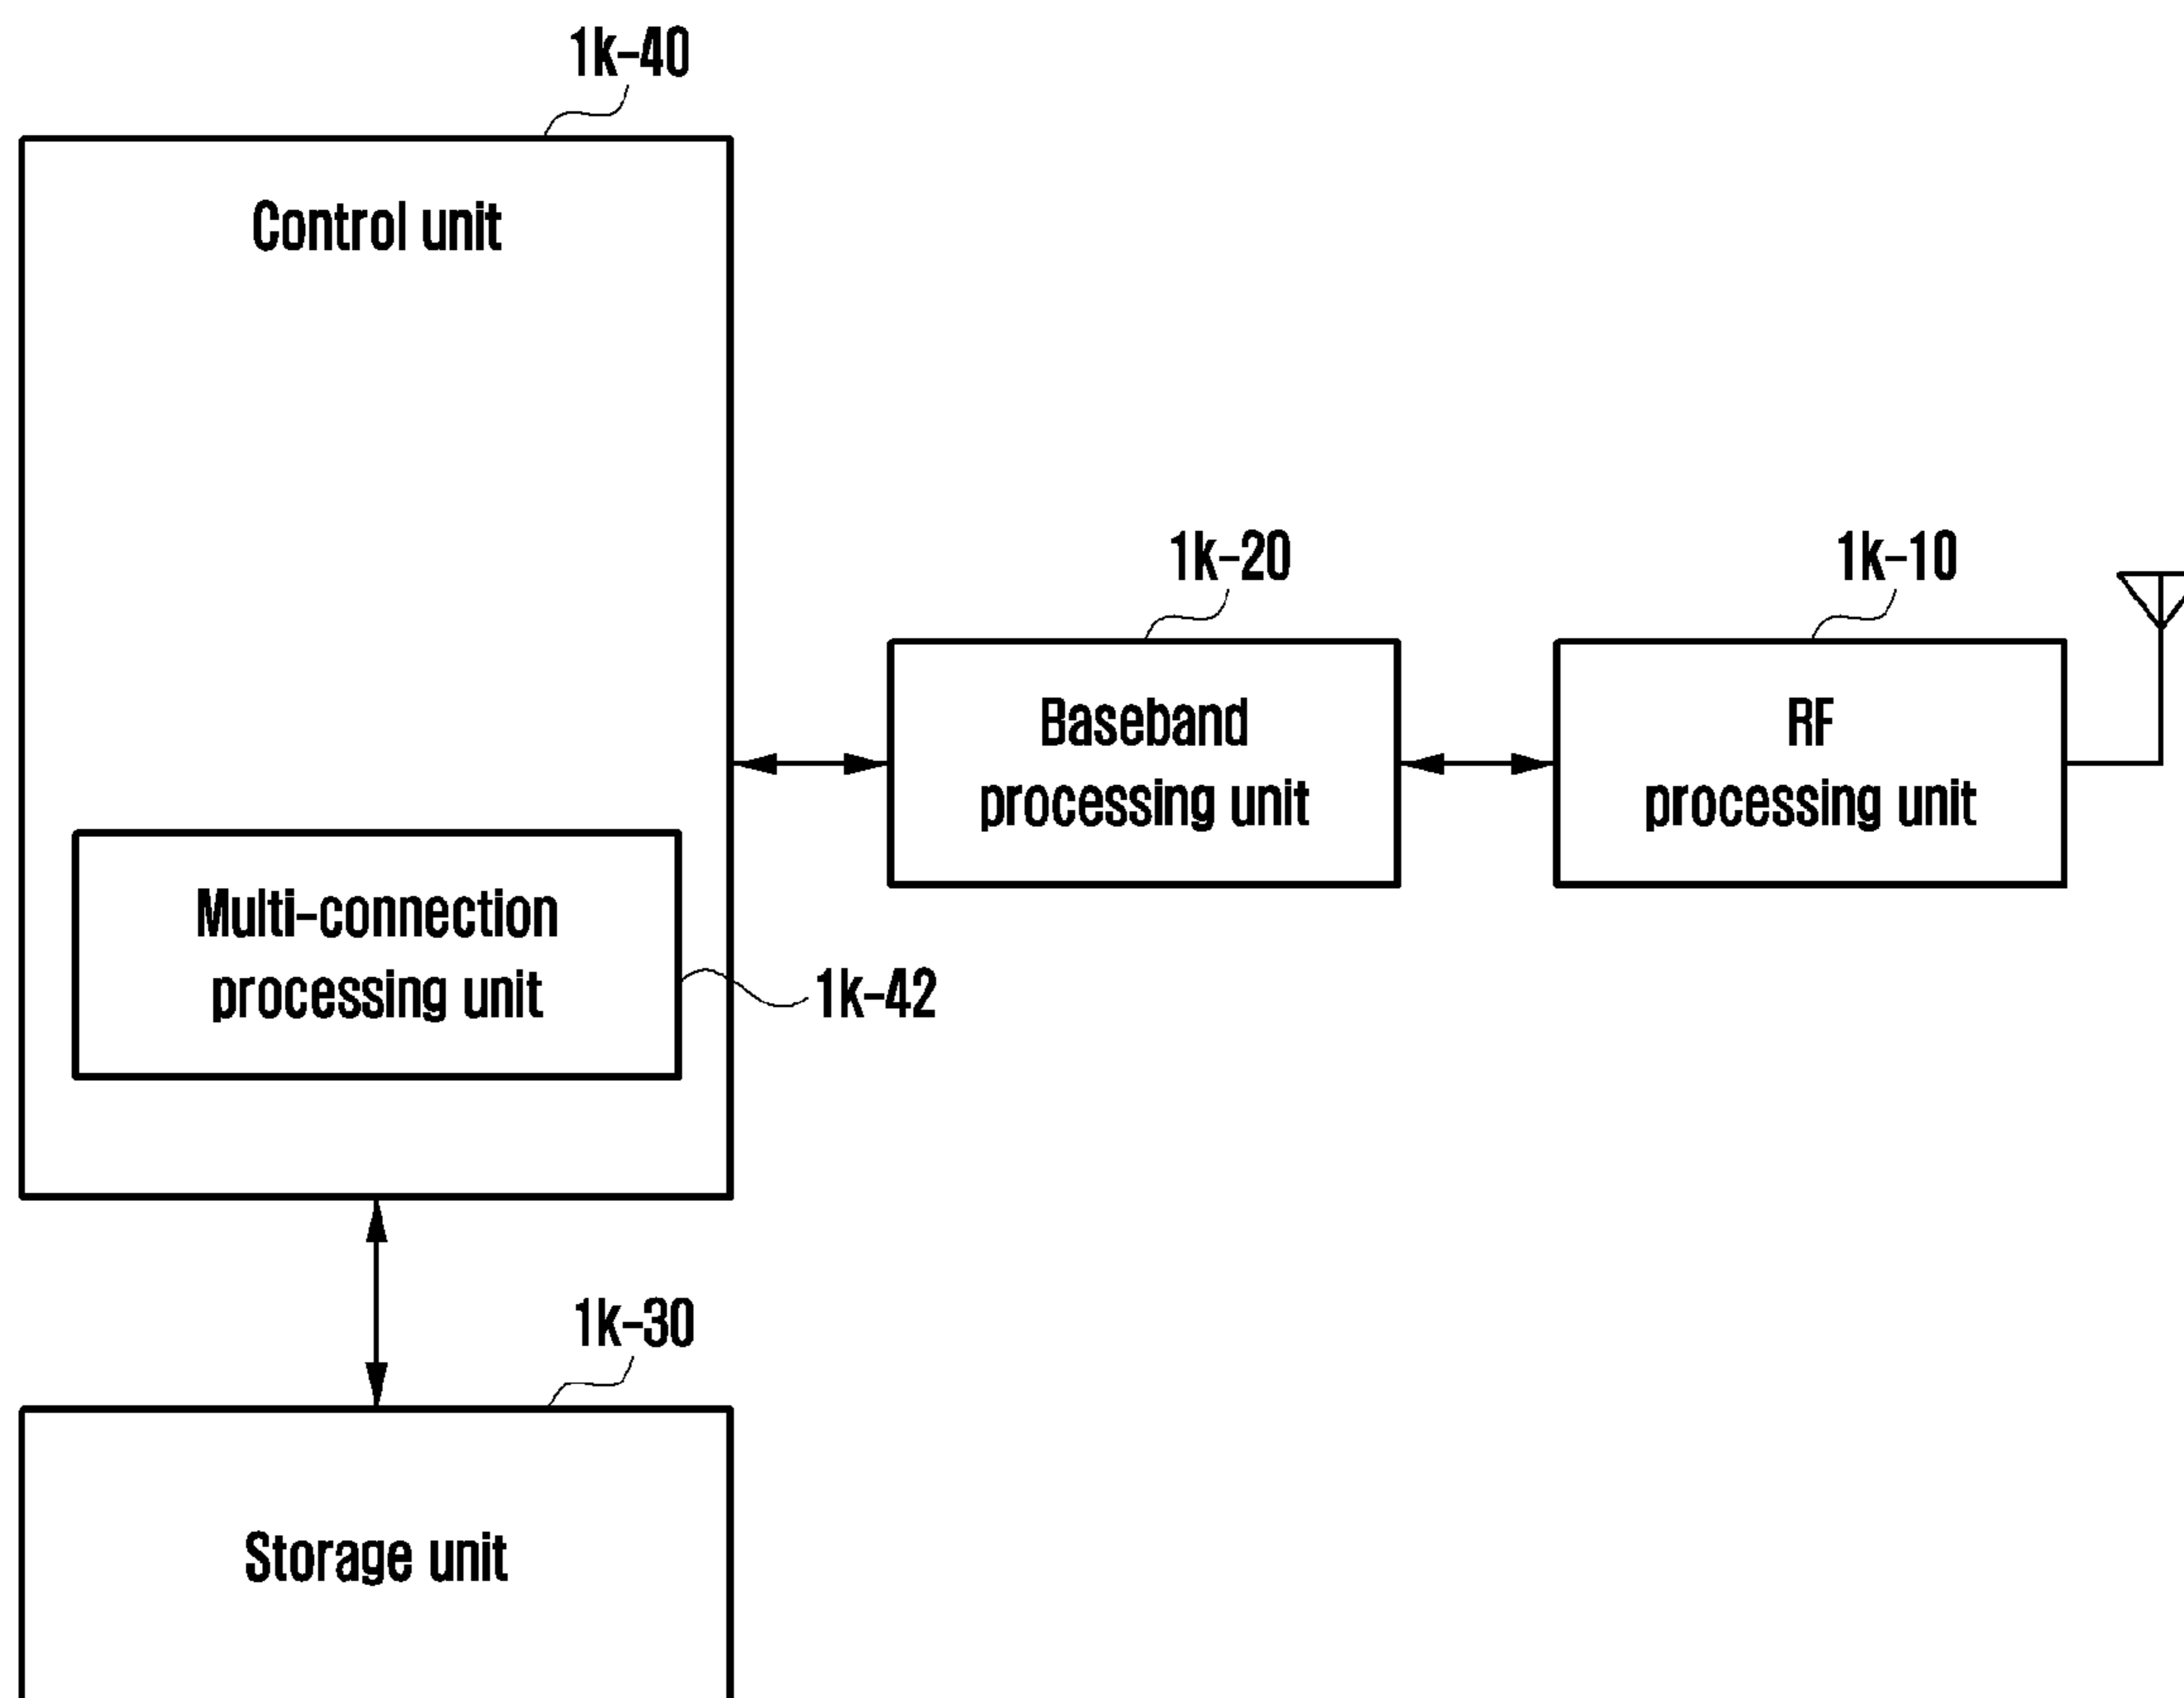 1k-40
Control unit
1k-20
1k-10
Baseband
processing unit
RF
processing unit
Multi-connection
processing unit
1k-42
1k-30
Storage unit